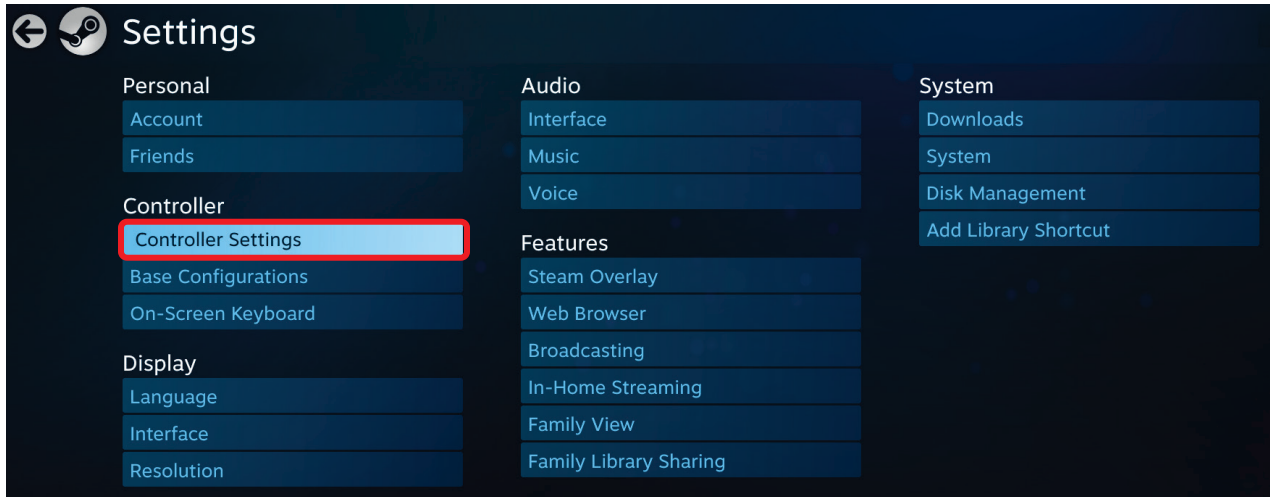 Settings
Personal
Account
Friends
Controller
Controller Settings
Base Configurations
On-Screen Keyboard
Display
Language
Interface
Resolution
Audio
Interface
Music
Voice
Features
Steam Overlay
Web Browser
Broadcasting
In-Home Streaming
Family View
Family Library Sharing
System
Downloads
System
Disk Management
Add Library Shortcut